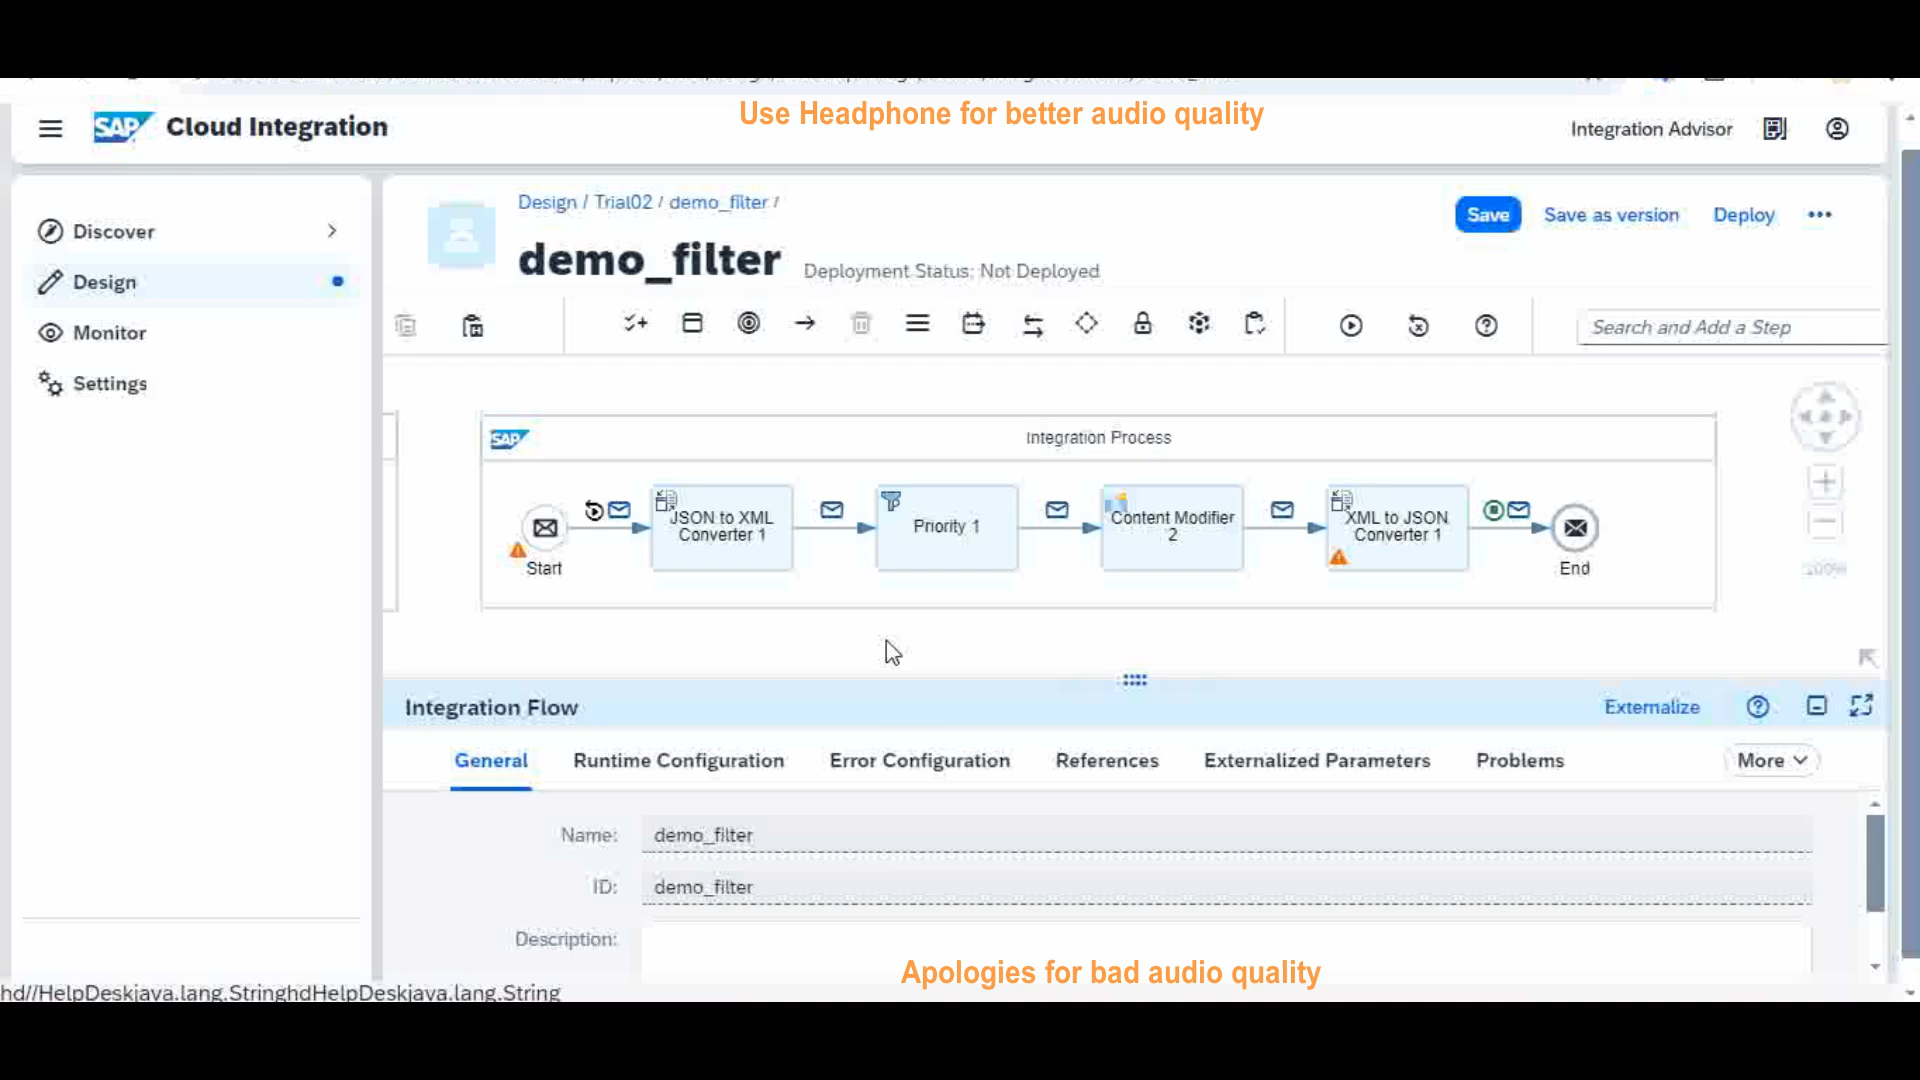 Use Headphone for better audio quality
SAP Cloud Integration
Integration Advisor
Discover
Design
Monitor
Settings
Design / Trial02 / demo_filter /
demo_filter
Deployment Status: Not Deployed
Save
Save as version
Deploy
Search and Add a Step
SAP
Integration Process
Start
JSON to XML
Converter 1
Priority 1
Content Modifier
2
XML to JSON
Converter 1
End
100%
Integration Flow
Externalize
General
Runtime Configuration
Error Configuration
References
Externalized Parameters
Problems
More
Name:
demo_filter
ID:
demo_filter
Description:
Apologies for bad audio quality
hd//HelpDeskjava.lang.StringhdHelpDeskjava.lang.String